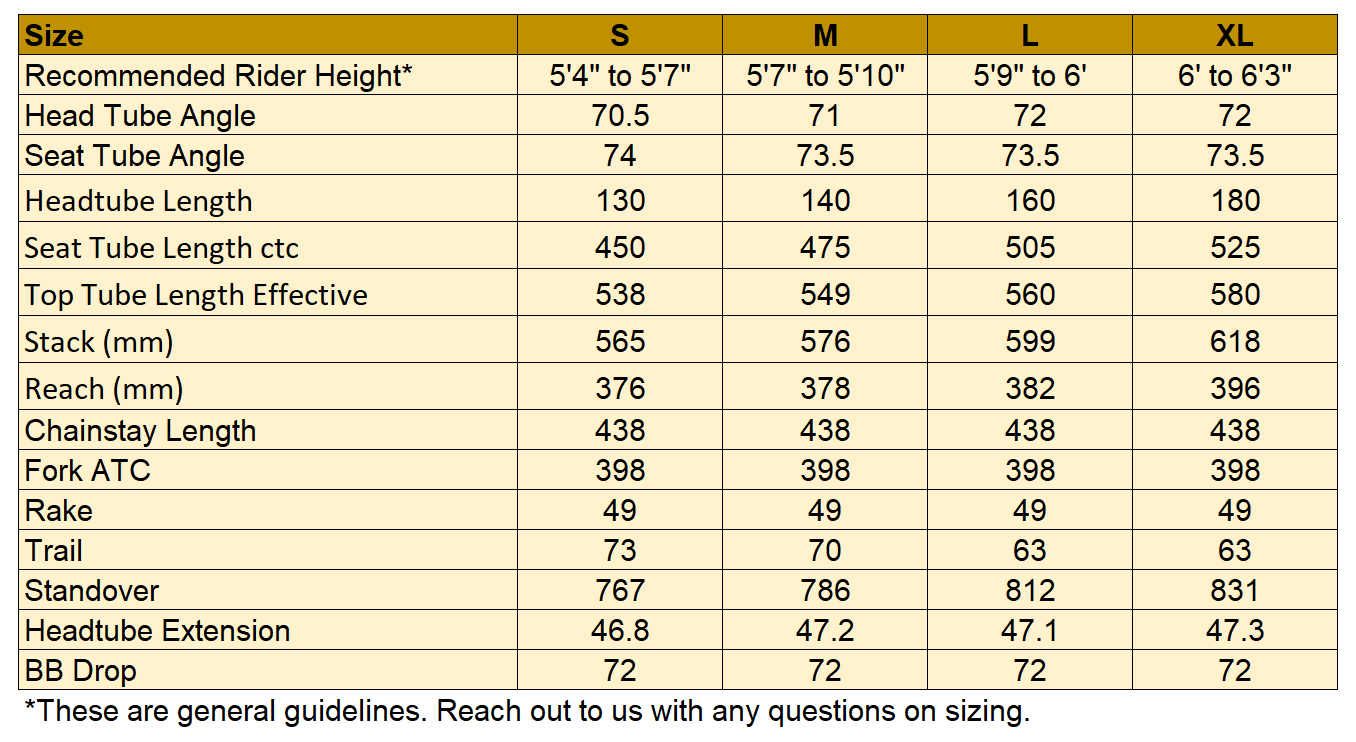 Size S M L XL
Recommended Rider Height* 5'4" to 5'7" 5'7" to 5'10" 5'9" to 6' 6' to 6'3"
Head Tube Angle 70.5 71 72 72
Seat Tube Angle 74 73.5 73.5 73.5
Headtube Length 130 140 160 180
Seat Tube Length ctc 450 475 505 525
Top Tube Length Effective 538 549 560 580
Stack (mm) 565 576 599 618
Reach (mm) 376 378 382 396
Chainstay Length 438 438 438 438
Fork ATC 398 398 398 398
Rake 49 49 49 49
Trail 73 70 63 63
Standover 767 786 812 831
Headtube Extension 46.8 47.2 47.1 47.3
BB Drop 72 72 72 72
*These are general guidelines. Reach out to us with any questions on sizing.